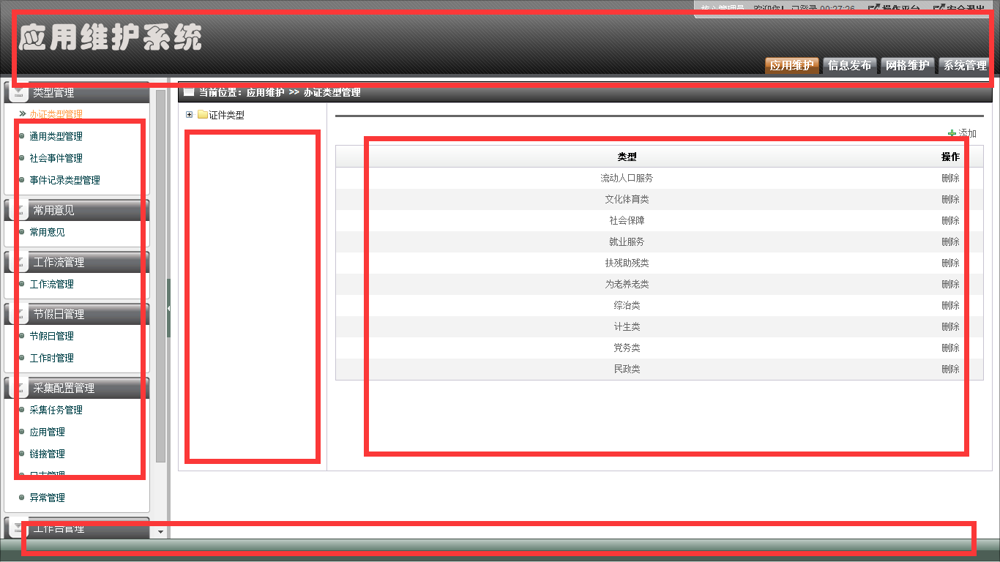 核心管理员 欢迎您! 已登录 00:27:26 操作平台 安全退出
应用维护系统
应用维护 信息发布 网格维护 系统管理
类型管理
办证类型管理
通用类型管理
社会事件管理
事件记录类型管理
常用意见
常用意见
工作流管理
工作流管理
节假日管理
节假日管理
工作时管理
采集配置管理
采集任务管理
应用管理
链接管理
日志管理
异常管理
工作台管理
当前位置: 应用维护 >> 办证类型管理
证件类型
添加
类型 操作
流动人口服务 删除
文化体育类 删除
社会保障 删除
就业服务 删除
扶残助残类 删除
为老养老类 删除
综治类 删除
计生类 删除
党务类 删除
民政类 删除